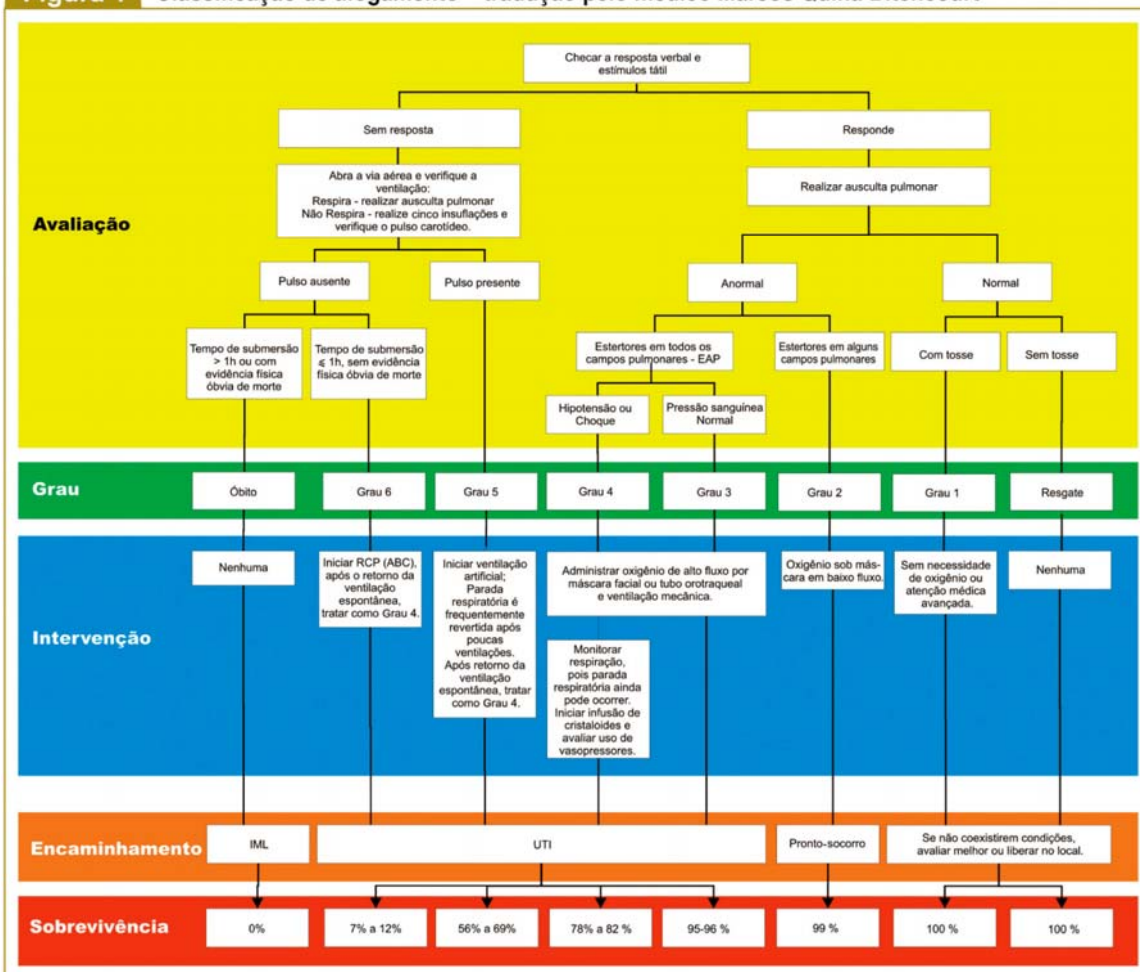 Checar a resposta verbal e
estímulos tátil
Sem resposta
Responde
Abra a via aérea e verifique a
ventilação:
Respira - realizar ausculta pulmonar
Não Respira - realize cinco insuflações e
verifique o pulso carotídeo.
Realizar ausculta pulmonar
Avaliação
Pulso ausente
Pulso presente
Anormal
Normal
Tempo de submersão
> 1h ou com
evidência física
óbvia de morte
Tempo de submersão
⩽ 1h, sem evidência
física óbvia de morte
Estertores em todos os
campos pulmonares - EAP
Estertores em alguns
campos pulmonares
Com tosse
Sem tosse
Hipotensão ou
Choque
Pressão sanguínea
Normal
Grau
Óbito
Grau 6
Grau 5
Grau 4
Grau 3
Grau 2
Grau 1
Resgate
Intervenção
Nenhuma
Iniciar RCP (ABC),
após o retorno da
ventilação
espontânea,
tratar como Grau 4.
Iniciar ventilação
artificial;
Parada
respiratória é
frequentemente
revertida após
poucas
ventilações.
Após retorno da
ventilação
espontânea, tratar
como Grau 4.
Administrar oxigênio de alto fluxo por
máscara facial ou tubo orotraqueal
e ventilação mecânica.
Monitorar
respiração,
pois parada
respiratória ainda
pode ocorrer.
Iniciar infusão de
cristaloides e
avaliar uso de
vasopressores.
Oxigênio sob más-
cara em baixo fluxo.
Sem necessidade
de oxigênio ou
atenção médica
avançada.
Nenhuma
Encaminhamento
IML
UTI
Pronto-socorro
Se não coexistirem condições,
avaliar melhor ou liberar no local.
Sobrevivência
0%
7% a 12%
56% a 69%
78% a 82 %
95-96 %
99 %
100 %
100 %